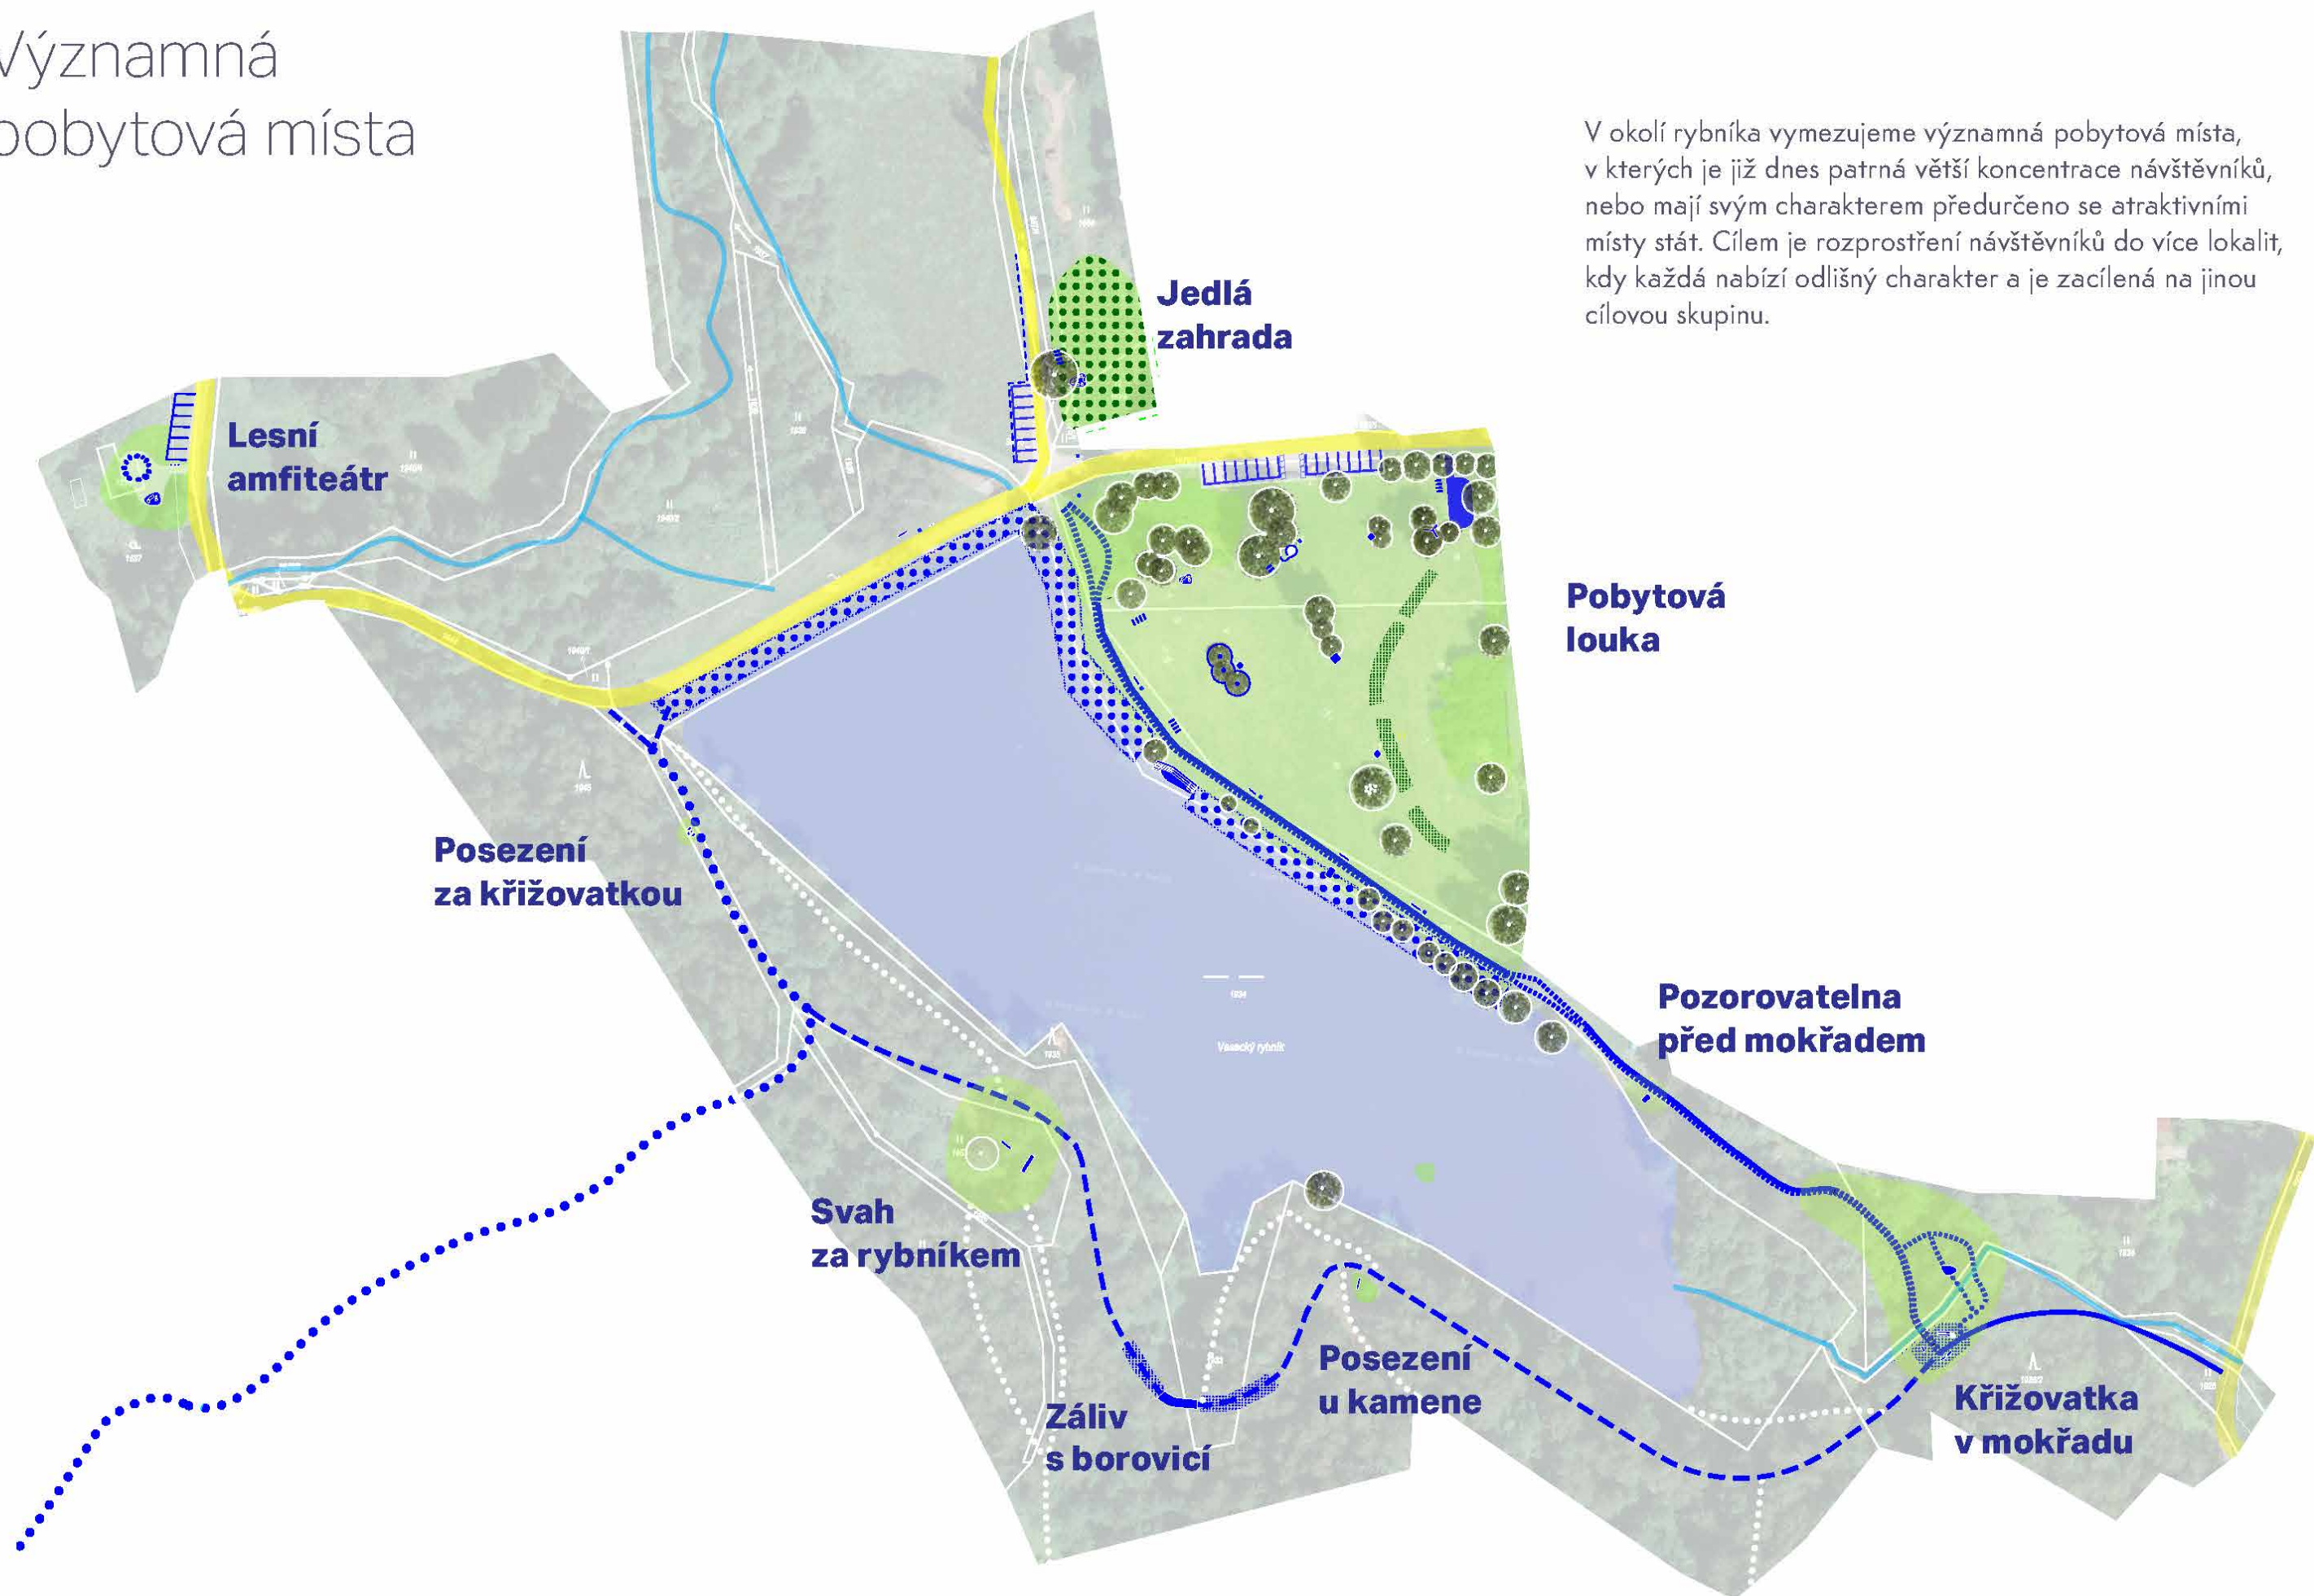 Významná
pobytová místa
V okolí rybníka vymezujeme významná pobytová místa,
v kterých je již dnes patrná větší koncentrace návštěvníků,
nebo mají svým charakterem předurčeno se atraktivními
místy stát. Cílem je rozprostření návštěvníků do více lokalit,
kdy každá nabízí odlišný charakter a je zacílená na jinou
cílovou skupinu.
Jedlá
zahrada
Lesní
amfiteátr
Pobytová
louka
Posezení
za křižovatkou
Pozorovatelna
před mokřadem
1934
Vesecký rybník
Svah
za rybníkem
Posezení
u kamene
Záliv
s borovicí
Křižovatka
v mokřadu